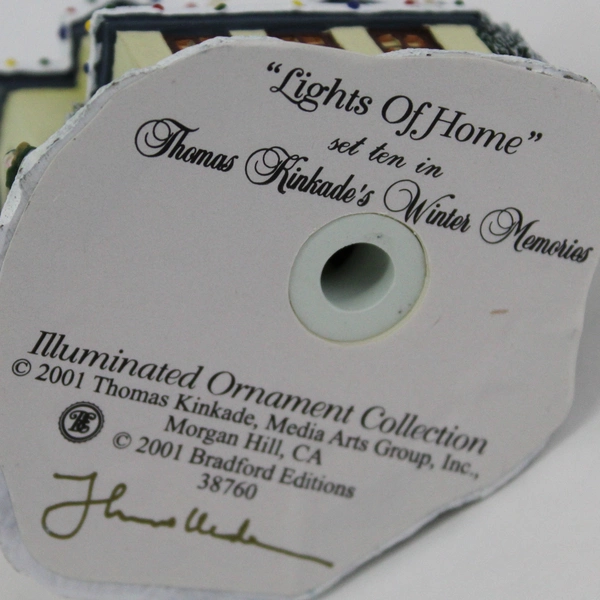 “Lights Of Home”
set ten in
Thomas Kinkade's Winter Memories
Illuminated Ornament Collection
© 2001 Thomas Kinkade, Media Arts Group, Inc.,
Morgan Hill, CA
© 2001 Bradford Editions
38760